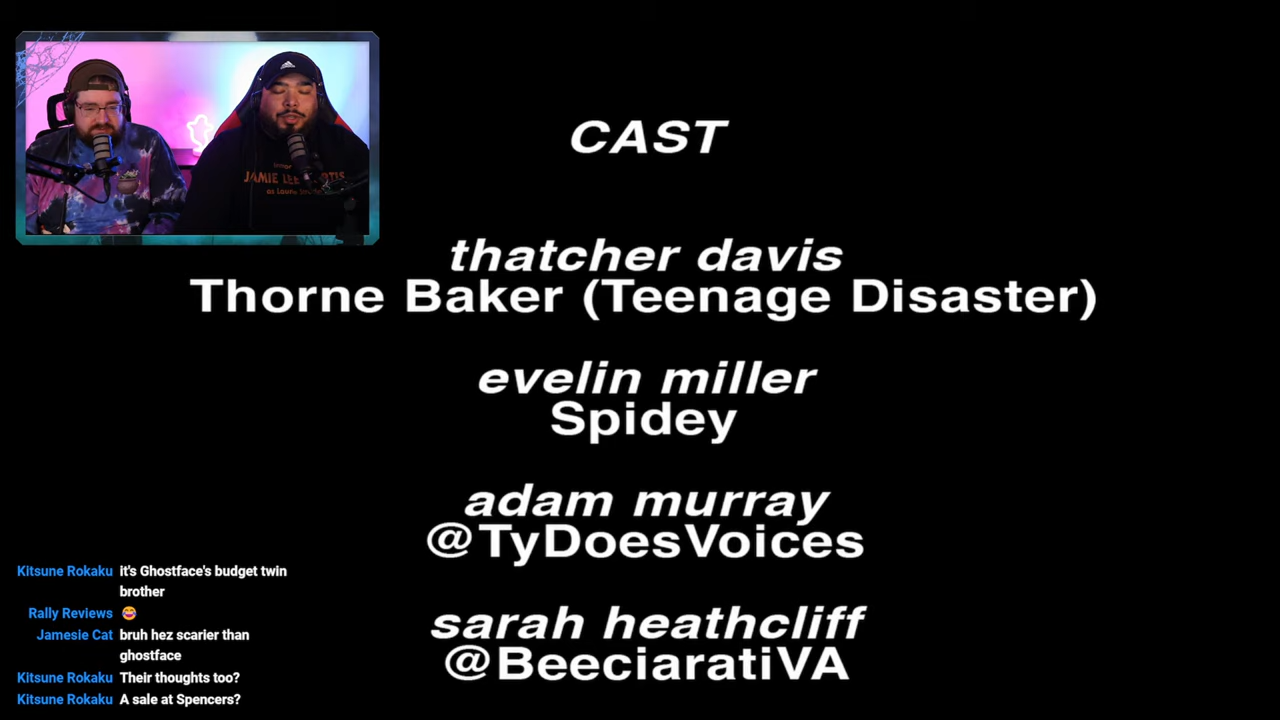 CAST
thatcher davis
Thorne Baker (Teenage Disaster)
evelin miller
Spidey
adam murray
@TyDoesVoices
sarah heathcliff
@BeeciaratiVA
JAMIE LEE
as Laurie
Kitsune Rokaku it's Ghostface's budget twin
brother
Rally Reviews 😂
Jamesie Cat bruh hez scarier than
ghostface
Kitsune Rokaku Their thoughts too?
Kitsune Rokaku A sale at Spencers?